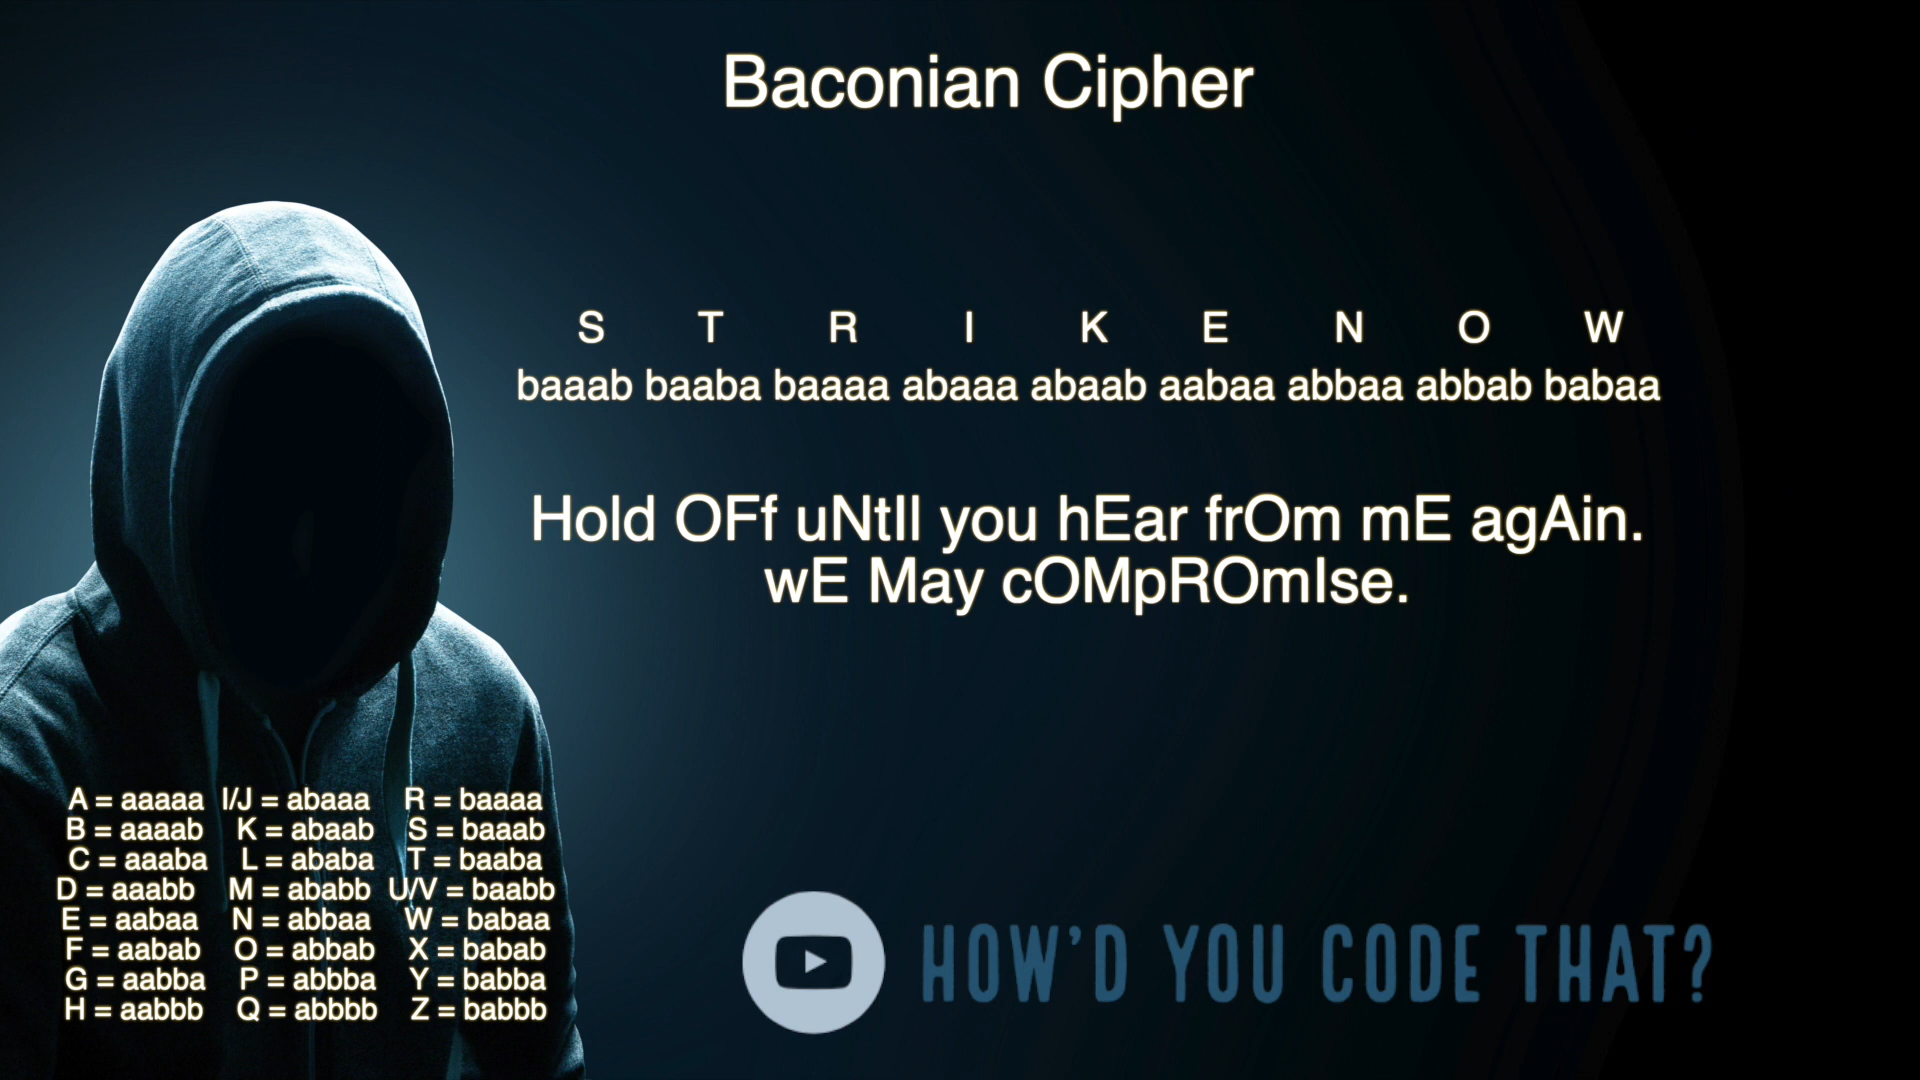 Baconian Cipher
S T R I K E N O W
baaab baaba baaaa abaaa abaab aabaa abbaa abbab babaa
Hold OFf uNtIl you hEar frOm mE agAin.
wE May cOMpROmIse.
A = aaaaa I/J = abaaa R = baaaa
B = aaaab K = abaab S = baaab
C = aaaba L = ababa T = baaba
D = aaabb M = ababb U/V = baabb
E = aabaa N = abbaa W = babaa
F = aabab O = abbab X = babab
G = aabba P = abbba Y = babba
H = aabbb Q = abbbb Z = babbb
HOW'D YOU CODE THAT?